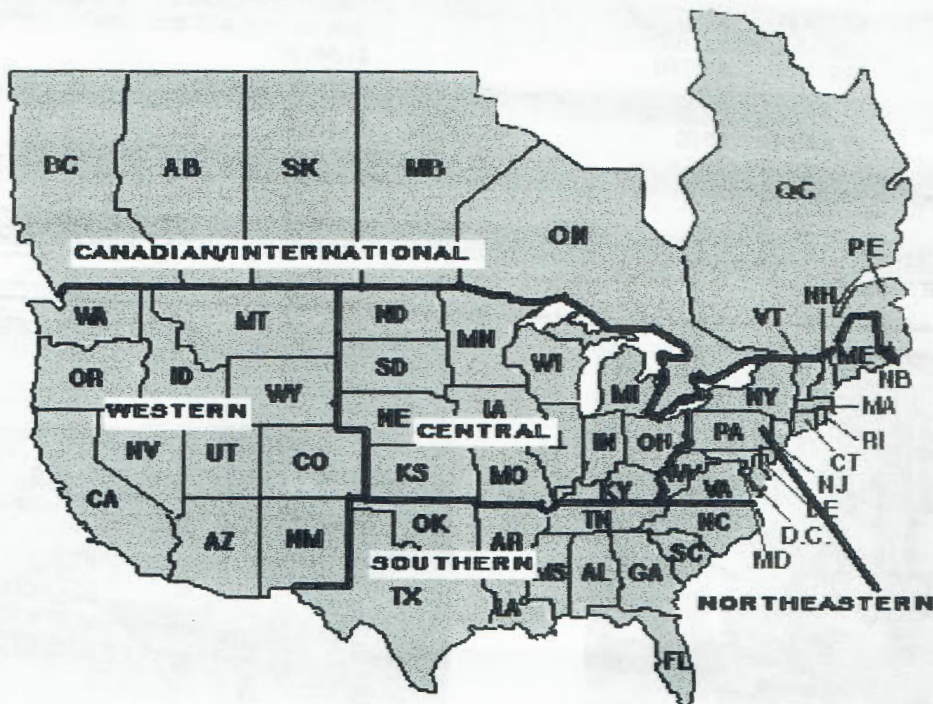 BC AB SK MB
QC
ON
PE
CANADIAN/INTERNATIONAL
NH
VT
WA MT ND MN
ME
OR ID SD WI
NB
WY MI NY
MA
WESTERN NE IA
CENTRAL
RI
NV UT CO IN OH PA
CT
KS MO
NJ
CA KY VA
DE
D.C.
AZ NM OK AR TN NC
MD
SOUTHERN SC
MS AL GA
TX LA
NORTHEASTERN
FL